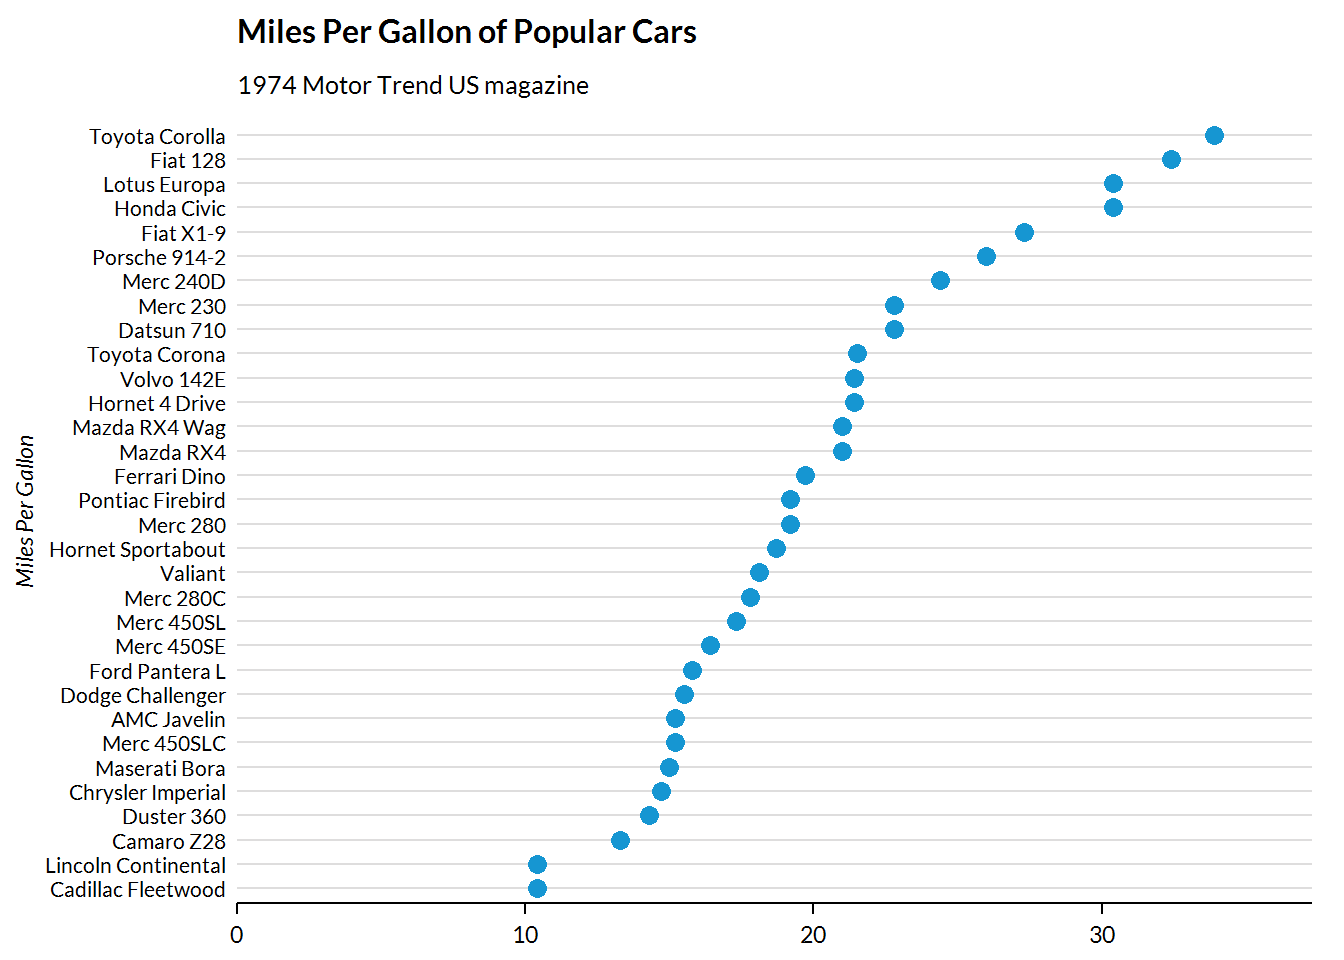 Miles Per Gallon of Popular Cars
1974 Motor Trend US magazine
Toyota Corolla
Fiat 128
Lotus Europa
Honda Civic
Fiat X1-9
Porsche 914-2
Merc 240D
Merc 230
Datsun 710
Toyota Corona
Volvo 142E
Hornet 4 Drive
Mazda RX4 Wag
Mazda RX4
Ferrari Dino
Pontiac Firebird
Merc 280
Hornet Sportabout
Valiant
Merc 280C
Merc 450SL
Merc 450SE
Ford Pantera L
Dodge Challenger
AMC Javelin
Merc 450SLC
Maserati Bora
Chrysler Imperial
Duster 360
Camaro Z28
Lincoln Continental
Cadillac Fleetwood
Miles Per Gallon
0 10 20 30